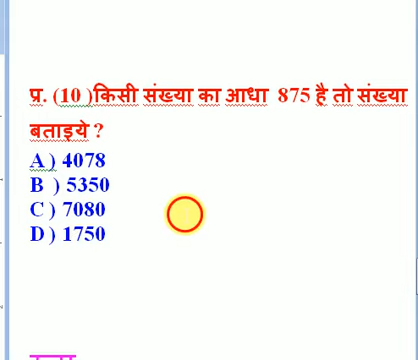 प्र. (10 )किसी संख्या का आधा 875 है तो संख्या
बताइये ?
A ) 4078
B ) 5350
C ) 7080
D ) 1750